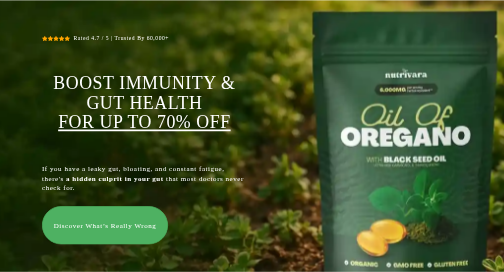 Rated 4.7 / 5 | Trusted By 60,000+
BOOST IMMUNITY &
GUT HEALTH
FOR UP TO 70% OFF
If you have a leaky gut, bloating, and constant fatigue,
there's a hidden culprit in your gut that most doctors never
check for.
Discover What's Really Wrong
nutrivara
6,000MG
Oil Of
OREGANO
WITH BLACK SEED OIL
ORGANIC GMO FREE GLUTEN FREE